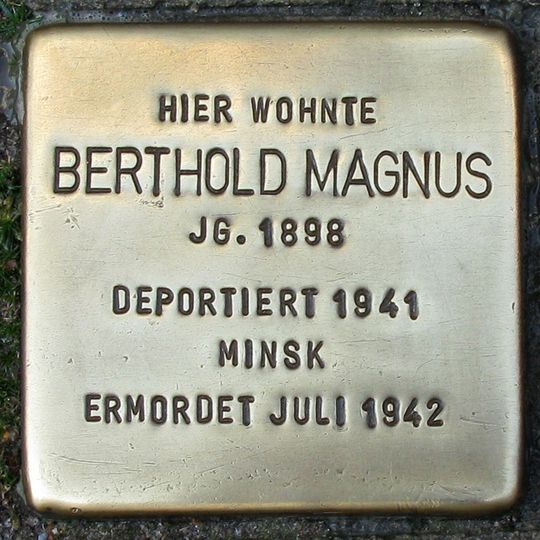 HIER WOHNTE
BERTHOLD MAGNUS
JG. 1898
DEPORTIERT 1941
MINSK
ERMORDET JULI 1942